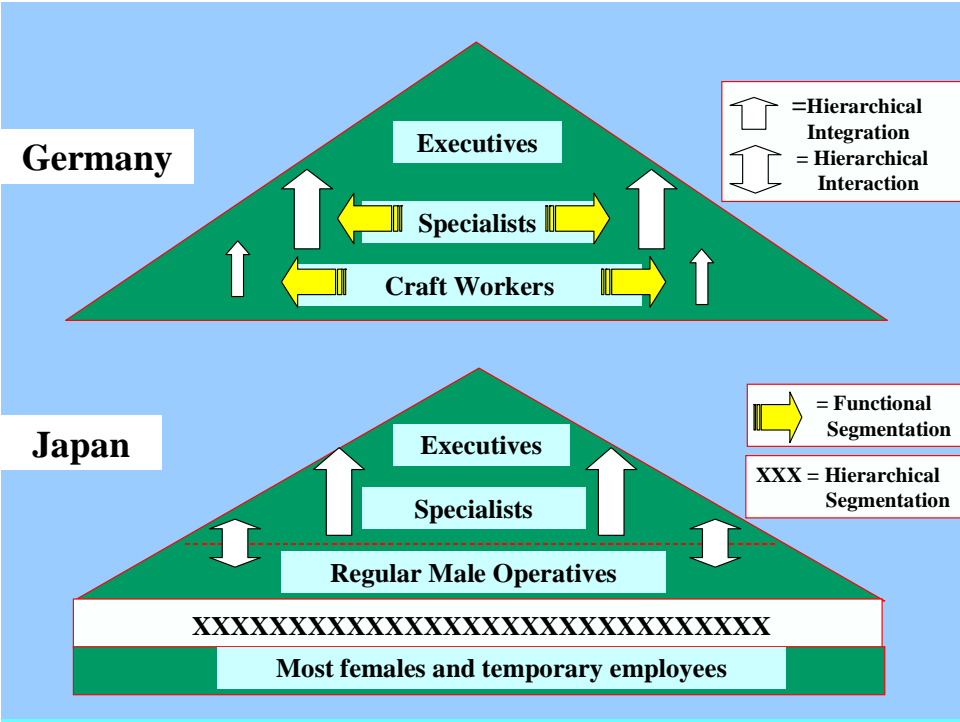 Germany
Executives
Specialists
Craft Workers
=Hierarchical
Integration
= Hierarchical
Interaction
Japan
Executives
Specialists
Regular Male Operatives
XXXXXXXXXXXXXXXXXXXXXXXXXXXXXX
Most females and temporary employees
= Functional
Segmentation
XXX = Hierarchical
Segmentation